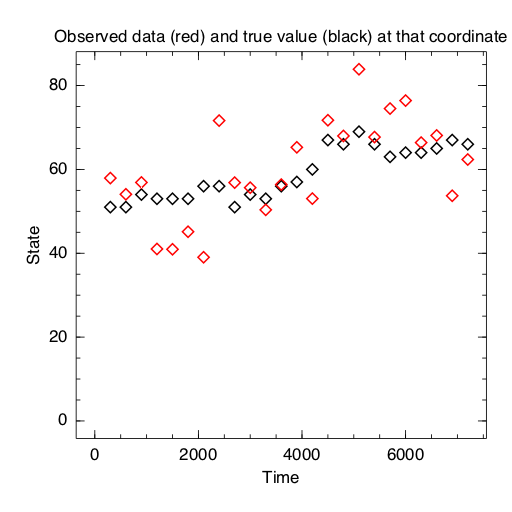 Observed data (red) and true value (black) at that coordinate
80
60
40
20
0
State
0 2000 4000 6000
Time